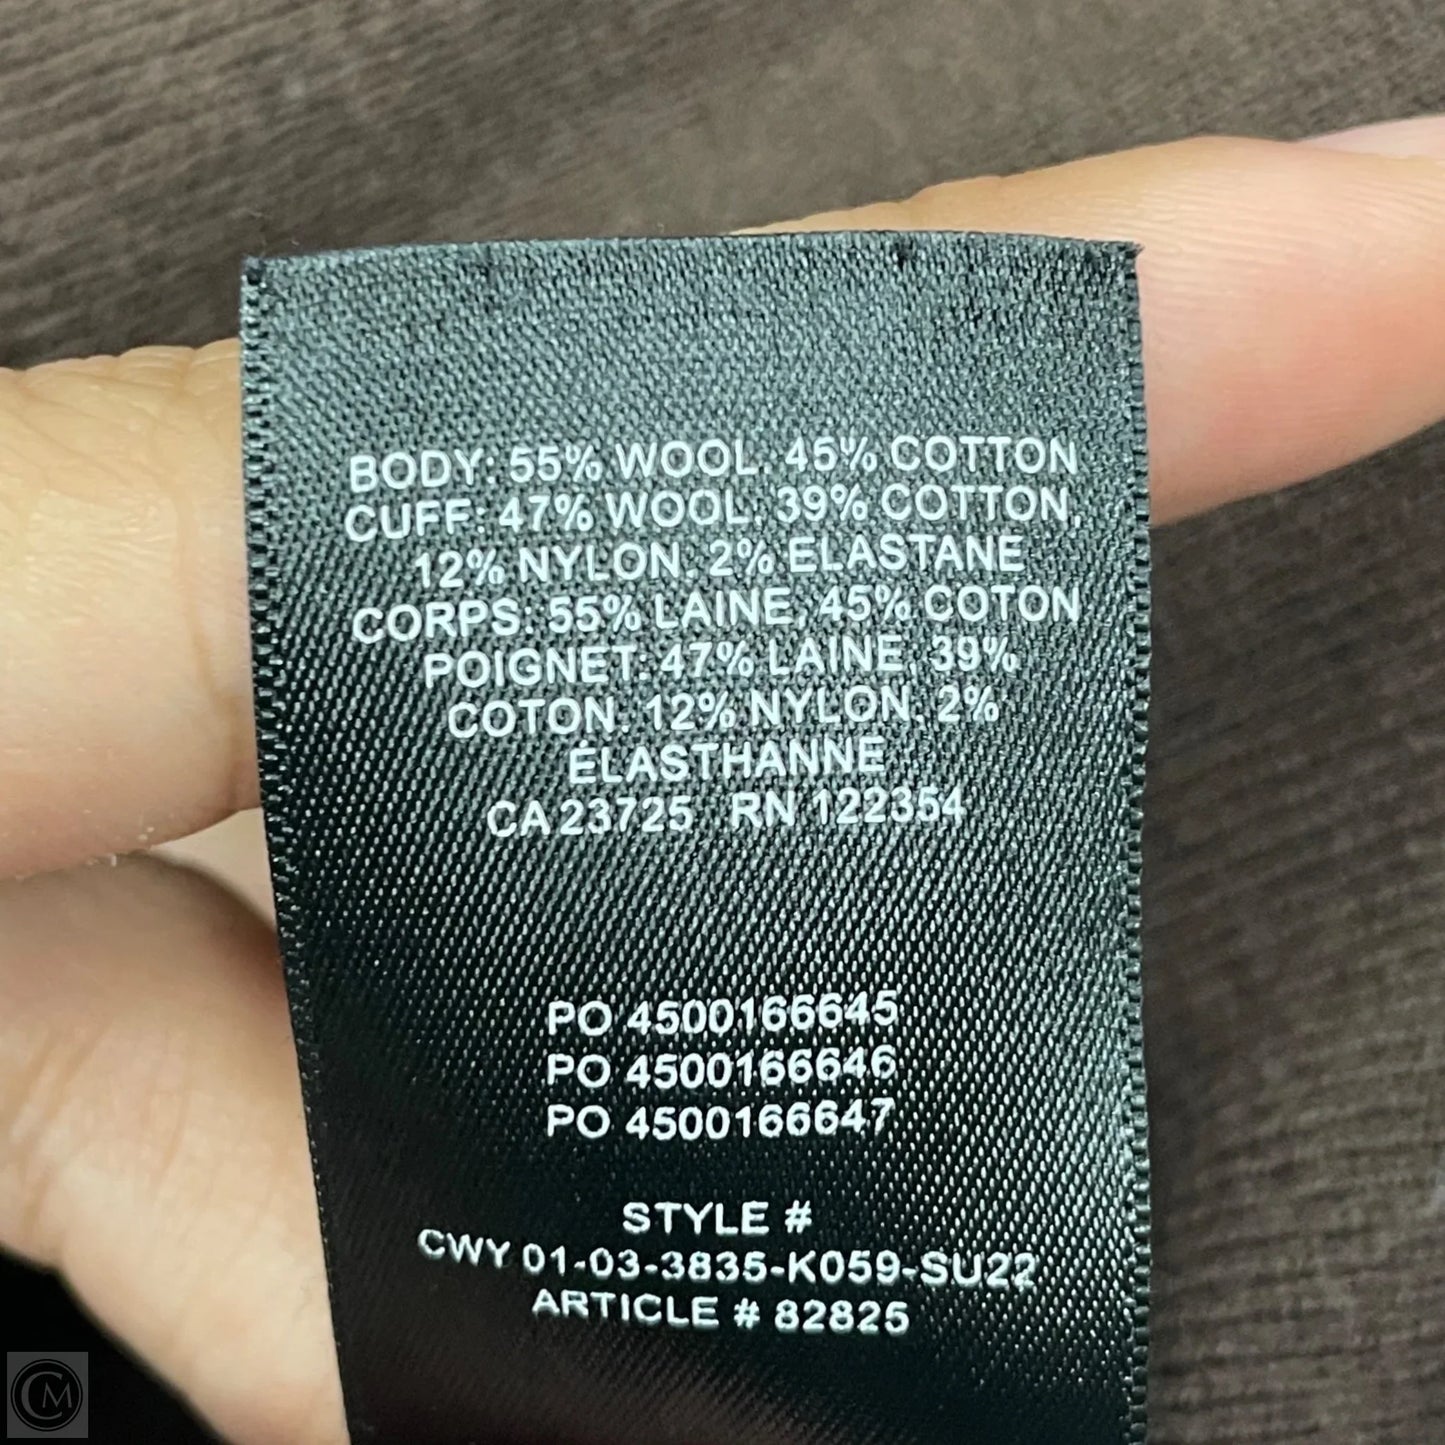 BODY: 55% WOOL, 45% COTTON
CUFF: 47% WOOL, 39% COTTON,
12% NYLON, 2% ELASTANE
CORPS: 55% LAINE, 45% COTON
POIGNET: 47% LAINE, 39%
COTON, 12% NYLON, 2%
ÉLASTHANNE
CA 23725 RN 122354
PO 4500166645
PO 4500166646
PO 4500166647
STYLE #
CWY 01-03-3835-K059-SU22
ARTICLE # 82825
CM